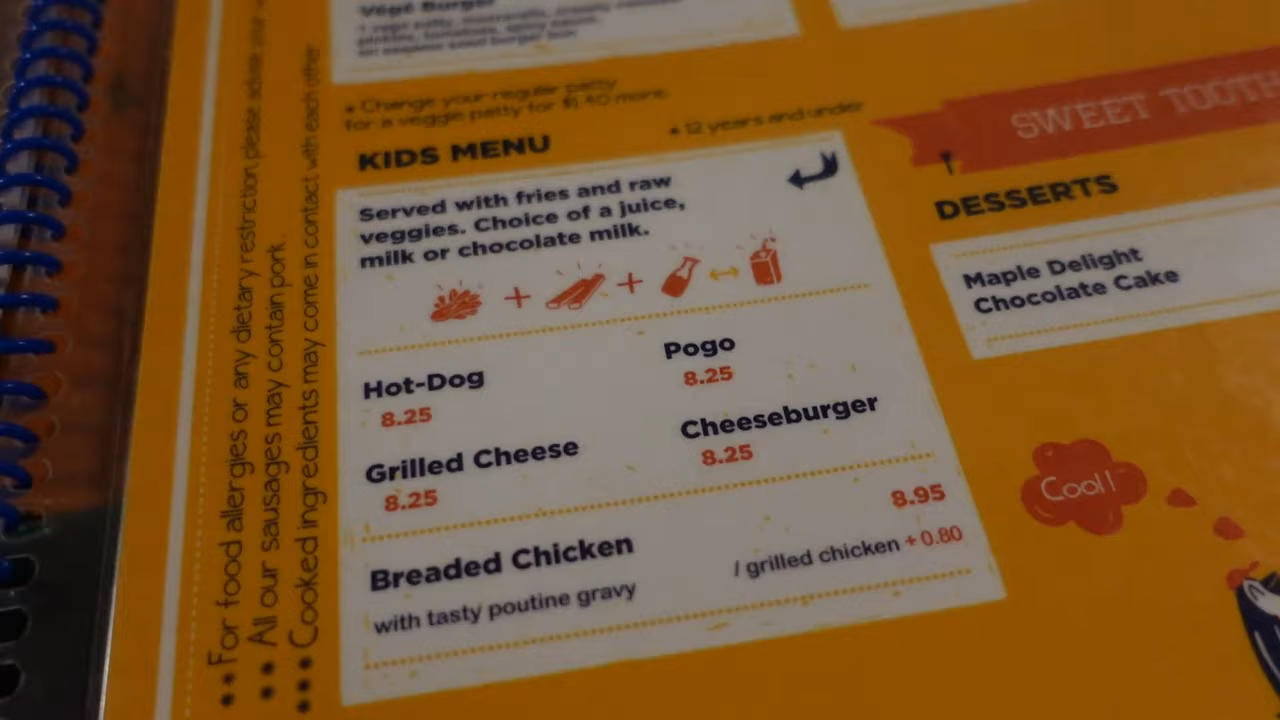 Végé Burger
• Change your regular patty
for a veggie patty for $1.40 more.
KIDS MENU
• 12 years and under
Served with fries and raw
veggies. Choice of a juice,
milk or chocolate milk.
Hot-Dog
8.25
Pogo
8.25
Grilled Cheese
8.25
Cheeseburger
8.25
8.95
Breaded Chicken
/ grilled chicken + 0.80
with tasty poutine gravy
SWEET TOOTH
DESSERTS
Maple Delight
Chocolate Cake
Cool!
•• For food allergies or any dietary restriction, please advise your
•• All our sausages may contain pork.
••• Cooked ingredients may come in contact with each other